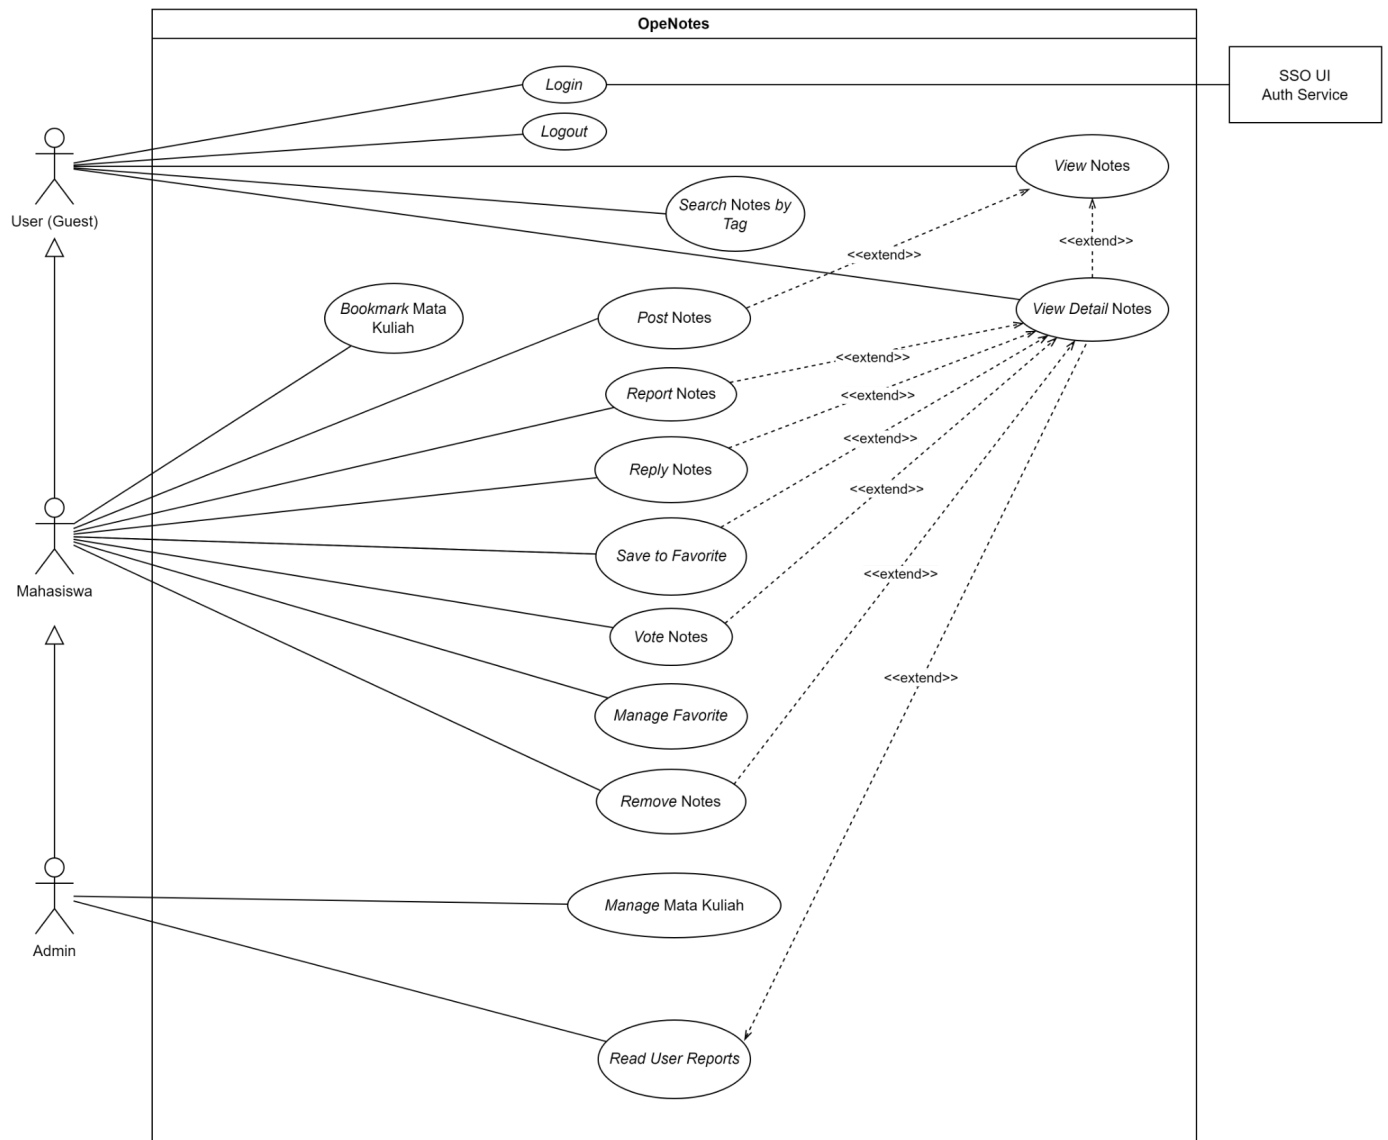 OpeNotes
Login
SSO UI
Auth Service
Logout
View Notes
User (Guest)
Search Notes by
Tag
<<extend>>
<<extend>>
Bookmark Mata
Kuliah
Post Notes
View Detail Notes
<<extend>>
Report Notes
<<extend>>
Reply Notes
<<extend>>
<<extend>>
Save to Favorite
<<extend>>
Mahasiswa
Vote Notes
<<extend>>
Manage Favorite
Remove Notes
Manage Mata Kuliah
Admin
Read User Reports